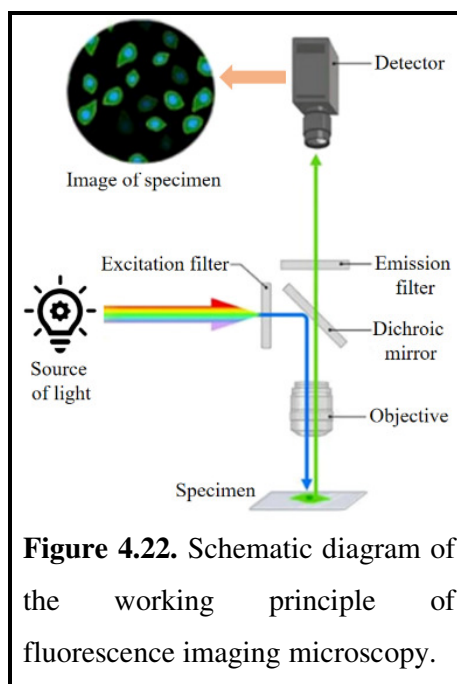 Detector
Image of specimen
Excitation filter
Emission
filter
Dichroic
mirror
Source
of light
Objective
Specimen
Figure 4.22. Schematic diagram of
the working principle of
fluorescence imaging microscopy.